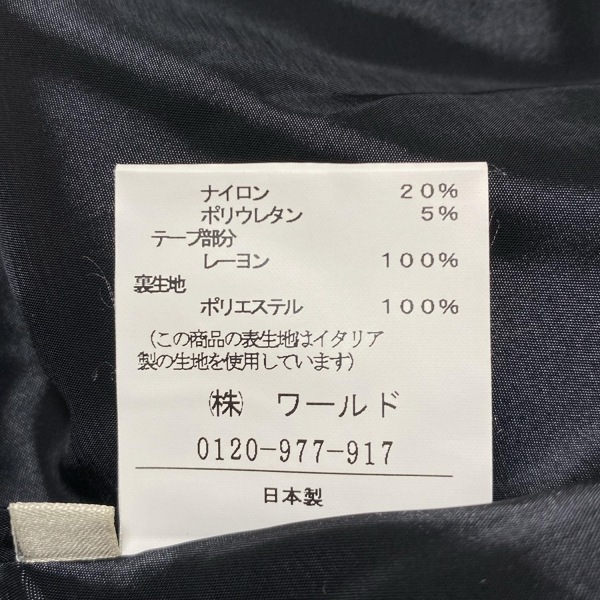 ナイロン 20%
ポリウレタン 5%
テープ部分
レーヨン 100%
裏生地
ポリエステル 100%
(この商品の表生地はイタリア
製の生地を使用しています)
㈱ ワールド
0120-977-917
日本製